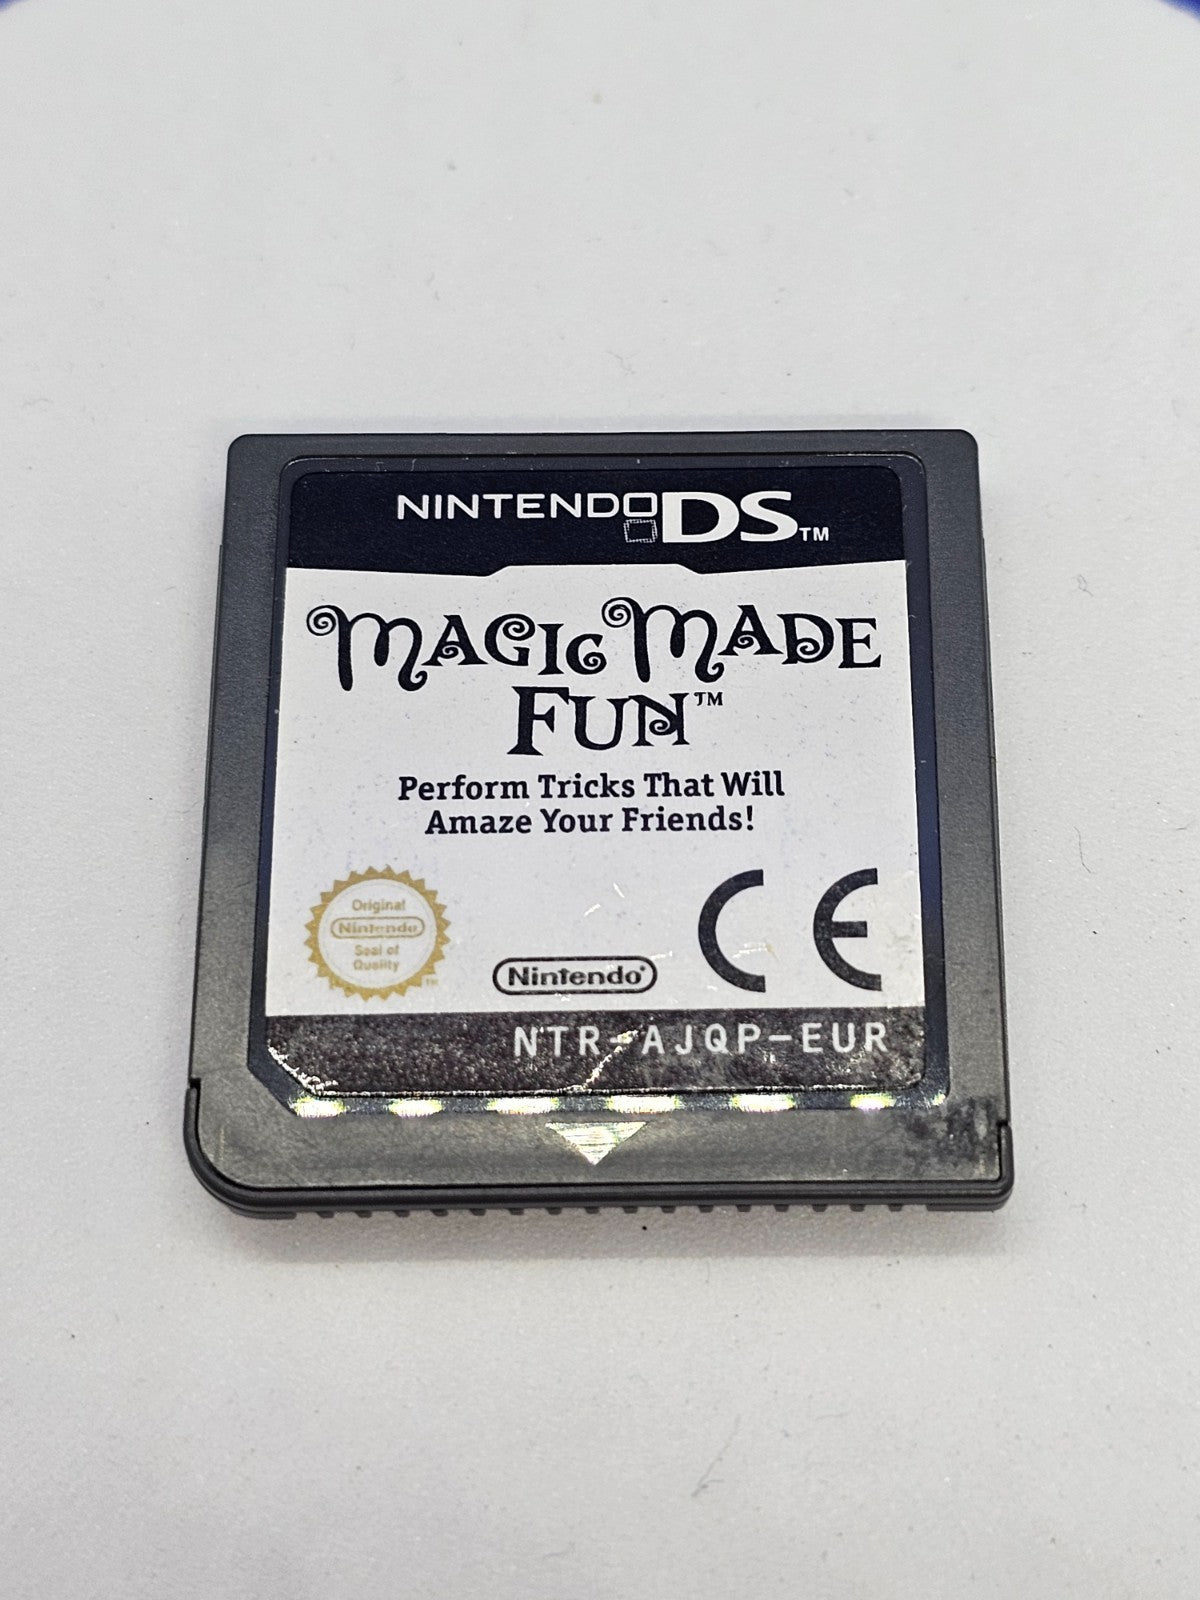 NINTENDO DS™
MAGIC MADE
FUN™
Perform Tricks That Will
Amaze Your Friends!
Original
Nintendo
Seal of
Quality
™
Nintendo®
CE
NTR-AJQP-EUR